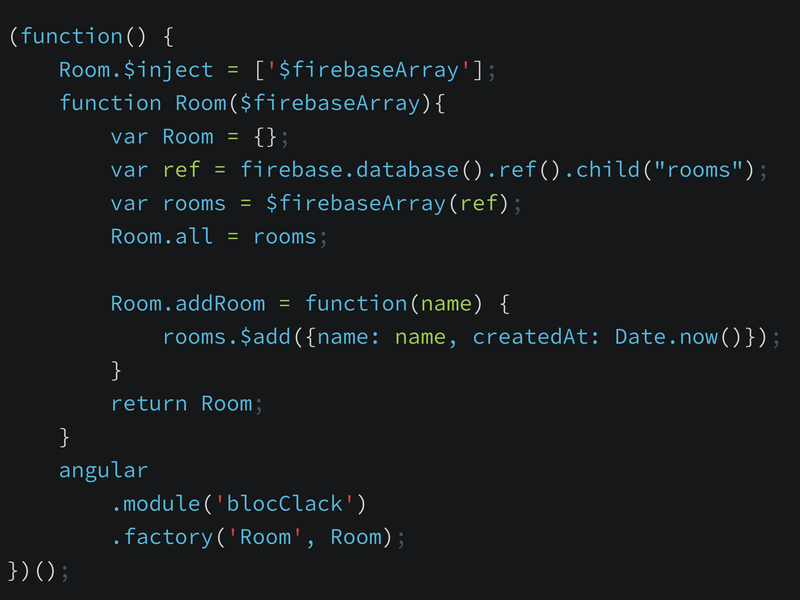 (function() {
    Room.$inject = ['$firebaseArray'];
    function Room($firebaseArray){
        var Room = {};
        var ref = firebase.database().ref().child("rooms");
        var rooms = $firebaseArray(ref);
        Room.all = rooms;

        Room.addRoom = function(name) {
            rooms.$add({name: name, createdAt: Date.now()});
        }
        return Room;
    }
    angular
        .module('blocClack')
        .factory('Room', Room);
})();